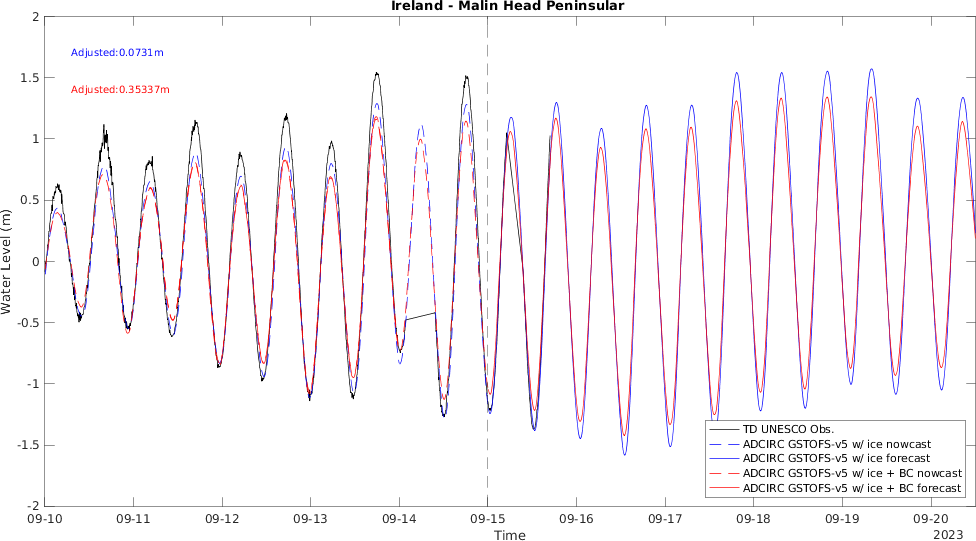 Ireland - Malin Head Peninsular
Adjusted:0.0731m
Adjusted:0.35337m
Water Level (m)
2
1.5
1
0.5
0
-0.5
-1
-1.5
-2
TD UNESCO Obs.
ADCIRC GSTOFS-v5 w/ ice nowcast
ADCIRC GSTOFS-v5 w/ ice forecast
ADCIRC GSTOFS-v5 w/ ice + BC nowcast
ADCIRC GSTOFS-v5 w/ ice + BC forecast
09-10 09-11 09-12 09-13 09-14 09-15 09-16 09-17 09-18 09-19 09-20
Time
2023